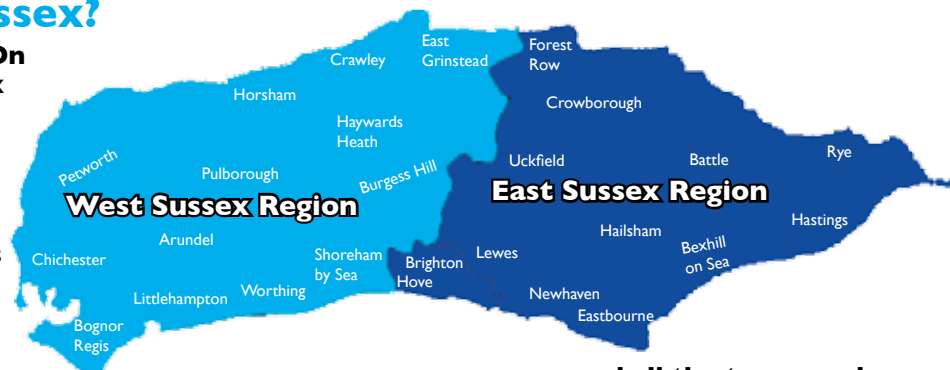 ssex?
On
East
Grinstead
Crawley
Forest
Row
Horsham
Crowborough
Haywards
Heath
Petworth
Pulborough
Burgess Hill
Uckfield
Battle
Rye
West Sussex Region
East Sussex Region
Arundel
Chichester
Shoreham
by Sea
Brighton
Hove
Lewes
Hailsham
Bexhill
on Sea
Hastings
Littlehampton
Worthing
Newhaven
Eastbourne
Bognor
Regis